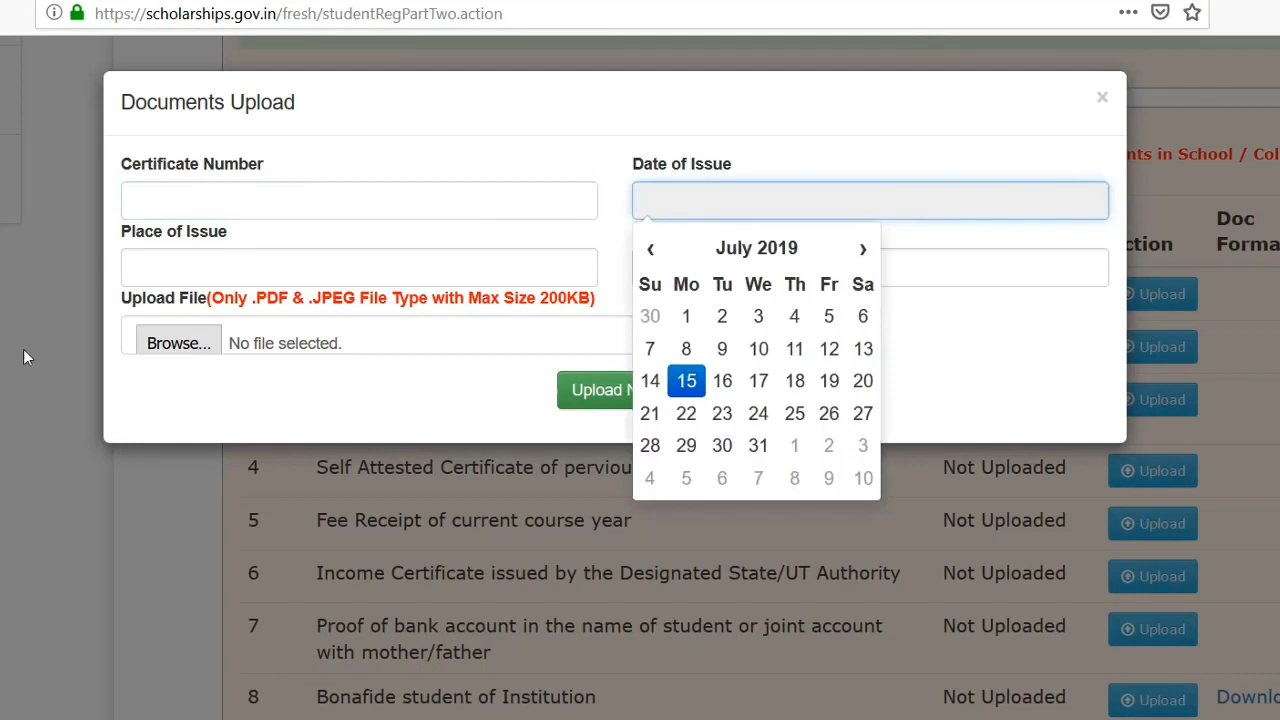 https://scholarships.gov.in/fresh/studentRegPartTwo.action
Documents Upload
×
Certificate Number
Date of Issue
Place of Issue
Upload File(Only .PDF & .JPEG File Type with Max Size 200KB)
Browse... No file selected.
Upload
‹ July 2019 ›
Su Mo Tu We Th Fr Sa
30 1 2 3 4 5 6
7 8 9 10 11 12 13
14 15 16 17 18 19 20
21 22 23 24 25 26 27
28 29 30 31 1 2 3
4 5 6 7 8 9 10
in School /
Doc
Upload
Upload
Upload
4 Self Attested Certificate of Not Uploaded Upload
5 Fee Receipt of current course year Not Uploaded Upload
6 Income Certificate issued by the Designated State/UT Authority Not Uploaded Upload
7 Proof of bank account in the name of student or joint account Not Uploaded Upload
with mother/father
8 Bonafide student of Institution Not Uploaded Upload